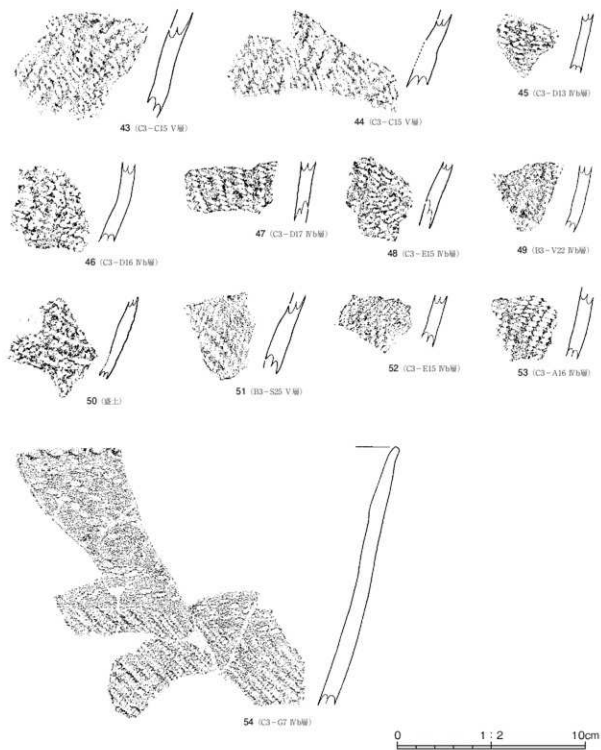 43 (C3-C15 Ⅴ層)
44 (C3-C15 Ⅴ層)
45 (C3-D13 Ⅳb層)
46 (C3-D16 Ⅳb層)
47 (C3-D17 Ⅳb層)
48 (C3-E15 Ⅳb層)
49 (B3-V22 Ⅳb層)
50 (盛土)
51 (B3-S25 Ⅴ層)
52 (C3-E15 Ⅳb層)
53 (C3-A16 Ⅳb層)
54 (C3-G7 Ⅳb層)
0 1:2 10cm